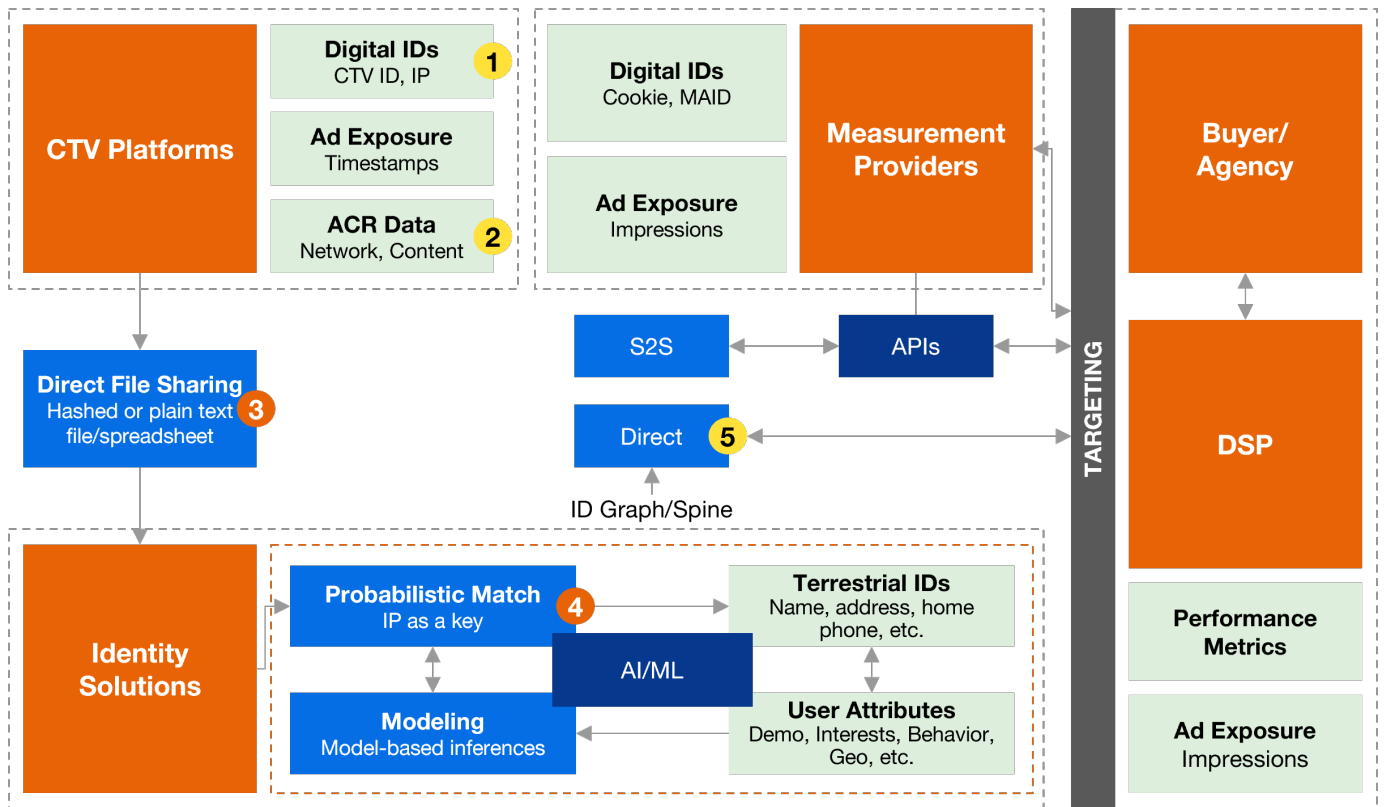 CTV Platforms
Digital IDs
CTV ID, IP
1
Ad Exposure
Timestamps
ACR Data
Network, Content
2
Digital IDs
Cookie, MAID
Ad Exposure
Impressions
Measurement
Providers
Buyer/
Agency
Direct File Sharing
Hashed or plain text
file/spreadsheet
3
S2S
APIs
Direct
5
ID Graph/Spine
TARGETING
DSP
Identity
Solutions
Probabilistic Match
IP as a key
4
Terrestrial IDs
Name, address, home
phone, etc.
AI/ML
Modeling
Model-based inferences
User Attributes
Demo, Interests, Behavior,
Geo, etc.
Performance
Metrics
Ad Exposure
Impressions